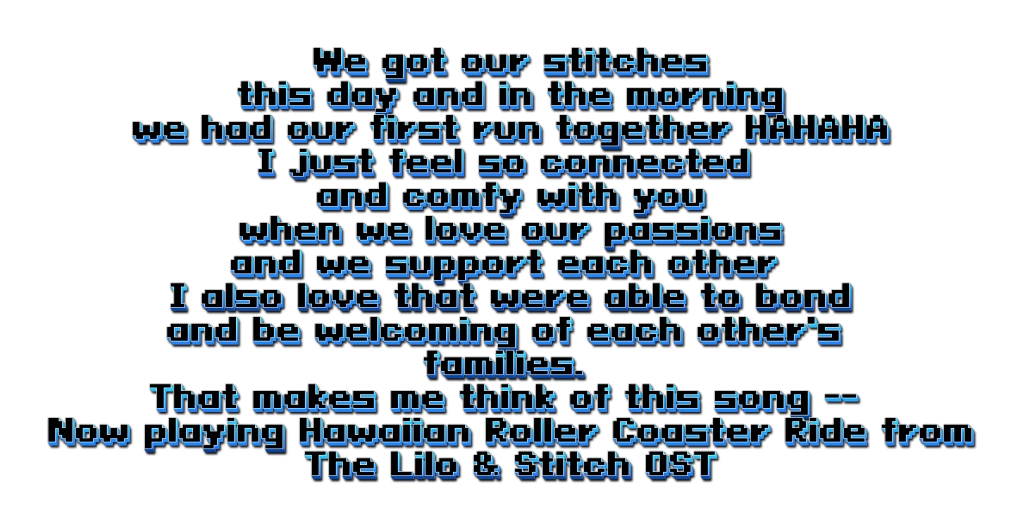 We got our stitches
this day and in the morning
we had our first run together HAHAHA
I just feel so connected
and comfy with you
when we love our passions
and we support each other
I also love that were able to bond
and be welcoming of each other's
families.
That makes me think of this song --
Now playing Hawaiian Roller Coaster Ride from
The Lilo & Stitch OST